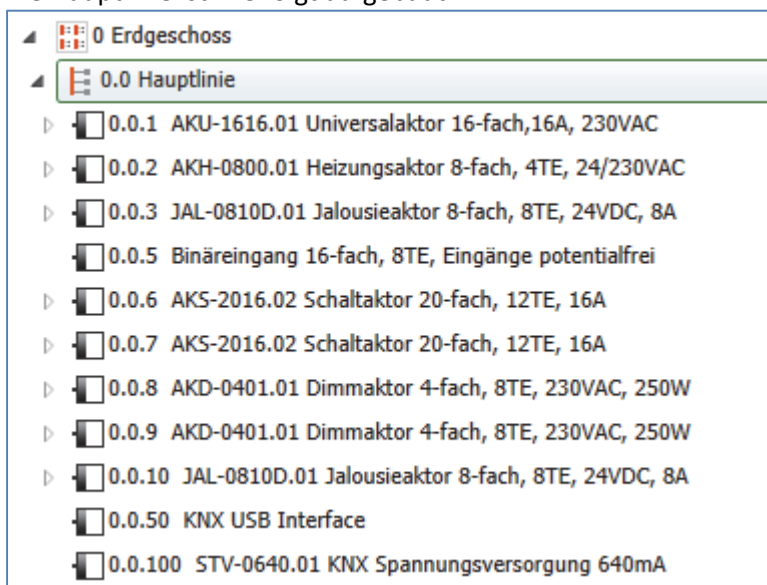 0 Erdgeschoss
0.0 Hauptlinie
0.0.1 AKU-1616.01 Universalaktor 16-fach,16A, 230VAC
0.0.2 AKH-0800.01 Heizungsaktor 8-fach, 4TE, 24/230VAC
0.0.3 JAL-0810D.01 Jalousieaktor 8-fach, 8TE, 24VDC, 8A
0.0.5 Binäreingang 16-fach, 8TE, Eingänge potentialfrei
0.0.6 AKS-2016.02 Schaltaktor 20-fach, 12TE, 16A
0.0.7 AKS-2016.02 Schaltaktor 20-fach, 12TE, 16A
0.0.8 AKD-0401.01 Dimmaktor 4-fach, 8TE, 230VAC, 250W
0.0.9 AKD-0401.01 Dimmaktor 4-fach, 8TE, 230VAC, 250W
0.0.10 JAL-0810D.01 Jalousieaktor 8-fach, 8TE, 24VDC, 8A
0.0.50 KNX USB Interface
0.0.100 STV-0640.01 KNX Spannungsversorgung 640mA